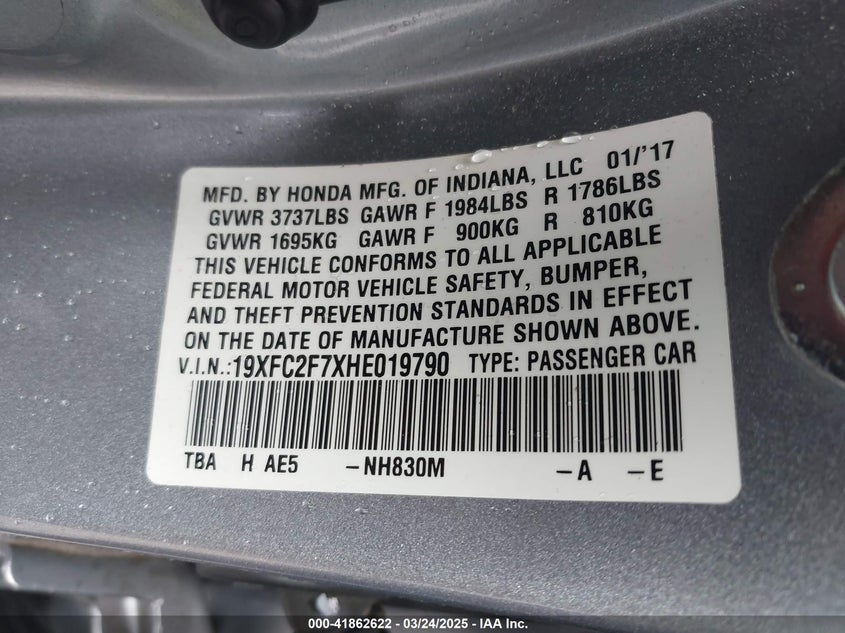 MFD. BY HONDA MFG. OF INDIANA, LLC 01/'17
GVWR 3737LBS GAWR F 1984LBS R 1786LBS
GVWR 1695KG GAWR F 900KG R 810KG
THIS VEHICLE CONFORMS TO ALL APPLICABLE
FEDERAL MOTOR VEHICLE SAFETY, BUMPER,
AND THEFT PREVENTION STANDARDS IN EFFECT
ON THE DATE OF MANUFACTURE SHOWN ABOVE.
V.I.N.:19XFC2F7XHE019790 TYPE: PASSENGER CAR
TBA H AE5 -NH830M -A -E
000-41862622 - 03/24/2025 - IAAI.com